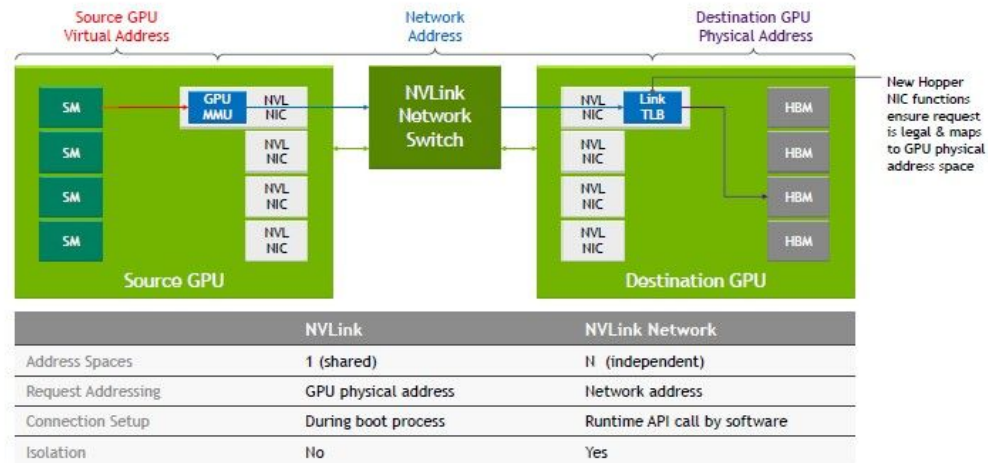 Source GPU
Virtual Address
Network
Address
Destination GPU
Physical Address
SM
SM
SM
SM
GPU
MMU
NVL
NIC
NVL
NIC
NVL
NIC
NVL
NIC
Source GPU
NVLink
Network
Switch
NVL
NIC
Link
TLB
NVL
NIC
NVL
NIC
NVL
NIC
HBM
HBM
HBM
HBM
Destination GPU
New Hopper
NIC functions
ensure request
is legal & maps
to GPU physical
address space
NVLink NVLink Network
Address Spaces 1 (shared) N (independent)
Request Addressing GPU physical address Network address
Connection Setup During boot process Runtime API call by software
Isolation No Yes